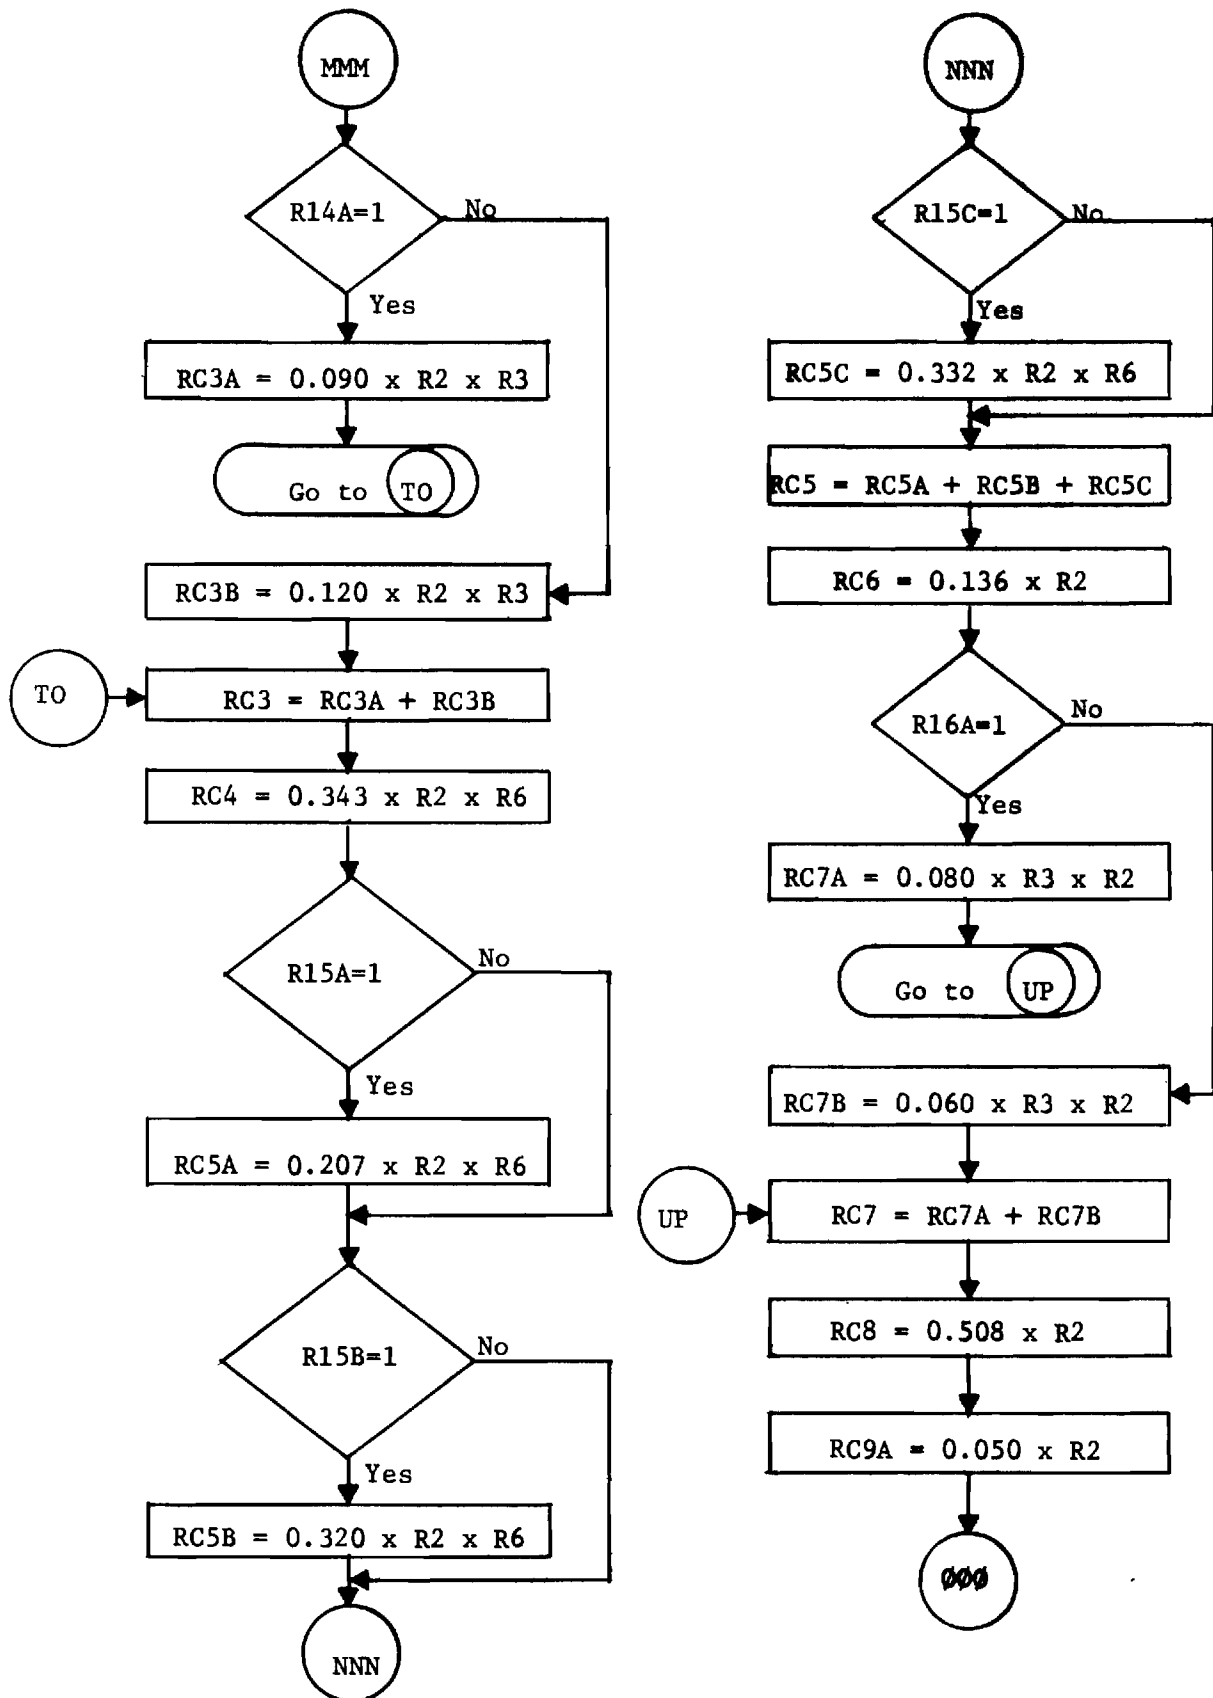 MMM
R14A=1
No
Yes
RC3A = 0.090 x R2 x R3
Go to TO
RC3B = 0.120 x R2 x R3
TO
RC3 = RC3A + RC3B
RC4 = 0.343 x R2 x R6
R15A=1
No
Yes
RC5A = 0.207 x R2 x R6
R15B=1
No
Yes
RC5B = 0.320 x R2 x R6
NNN
NNN
R15C=1
No
Yes
RC5C = 0.332 x R2 x R6
RC5 = RC5A + RC5B + RC5C
RC6 = 0.136 x R2
R16A=1
No
Yes
RC7A = 0.080 x R3 x R2
Go to UP
RC7B = 0.060 x R3 x R2
UP
RC7 = RC7A + RC7B
RC8 = 0.508 x R2
RC9A = 0.050 x R2
ØØØ